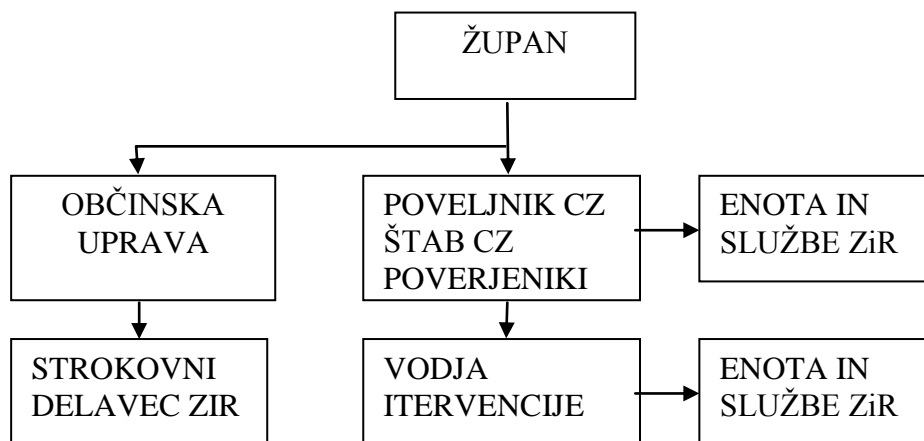 ŽUPAN
OBČINSKA
UPRAVA
POVELJNIK CZ
ŠTAB CZ
POVERJENIKI
ENOTA IN
SLUŽBE ZiR
STROKOVNI
DELAVEC ZIR
VODJA
ITERVENCIJE
ENOTA IN
SLUŽBE ZiR